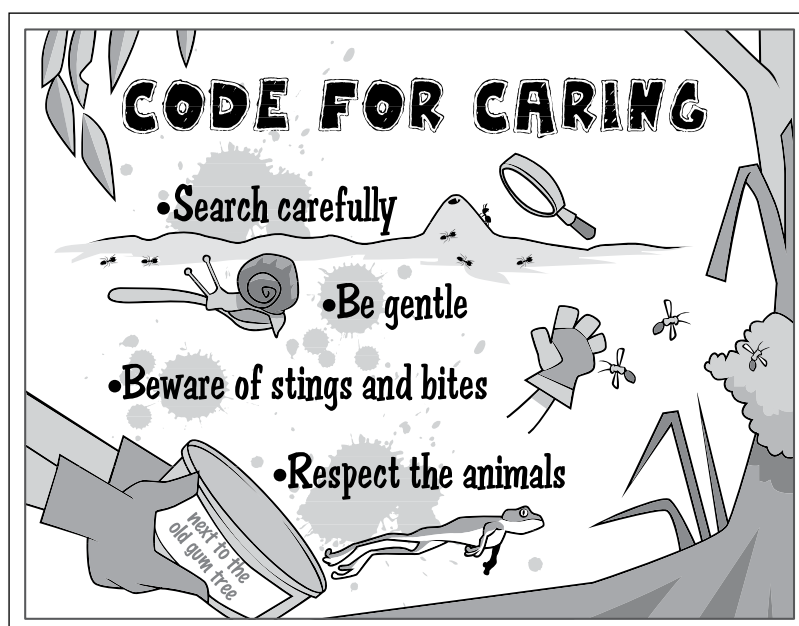 CODE FOR CARING
•Search carefully
•Be gentle
•Beware of stings and bites
•Respect the animals
next to the
old gum tree